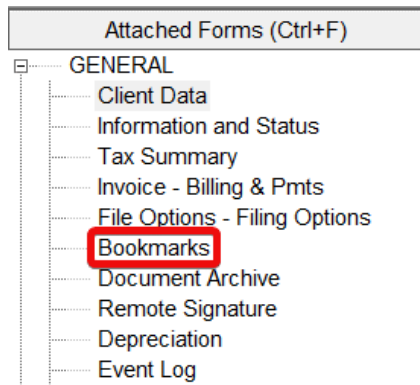 Attached Forms (Ctrl+F)
GENERAL
Client Data
Information and Status
Tax Summary
Invoice - Billing & Pmts
File Options - Filing Options
Bookmarks
Document Archive
Remote Signature
Depreciation
Event Log